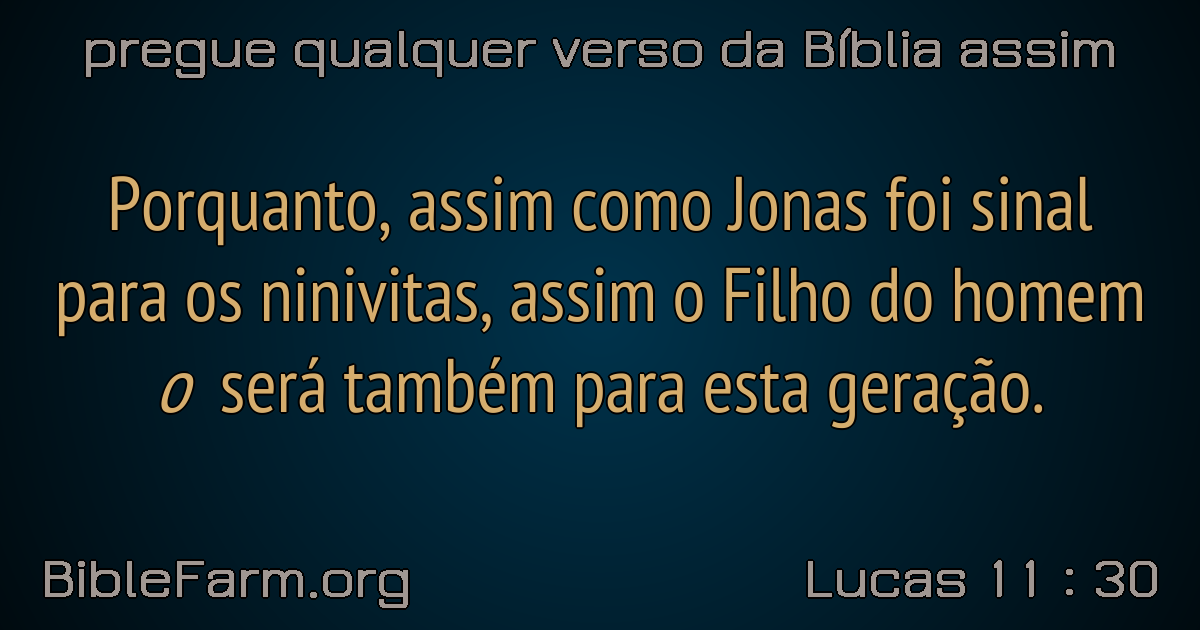 pregue qualquer verso da Bíblia assim
Porquanto, assim como Jonas foi sinal
para os ninivitas, assim o Filho do homem
o será também para esta geração.
BibleFarm.org
Lucas 11 : 30